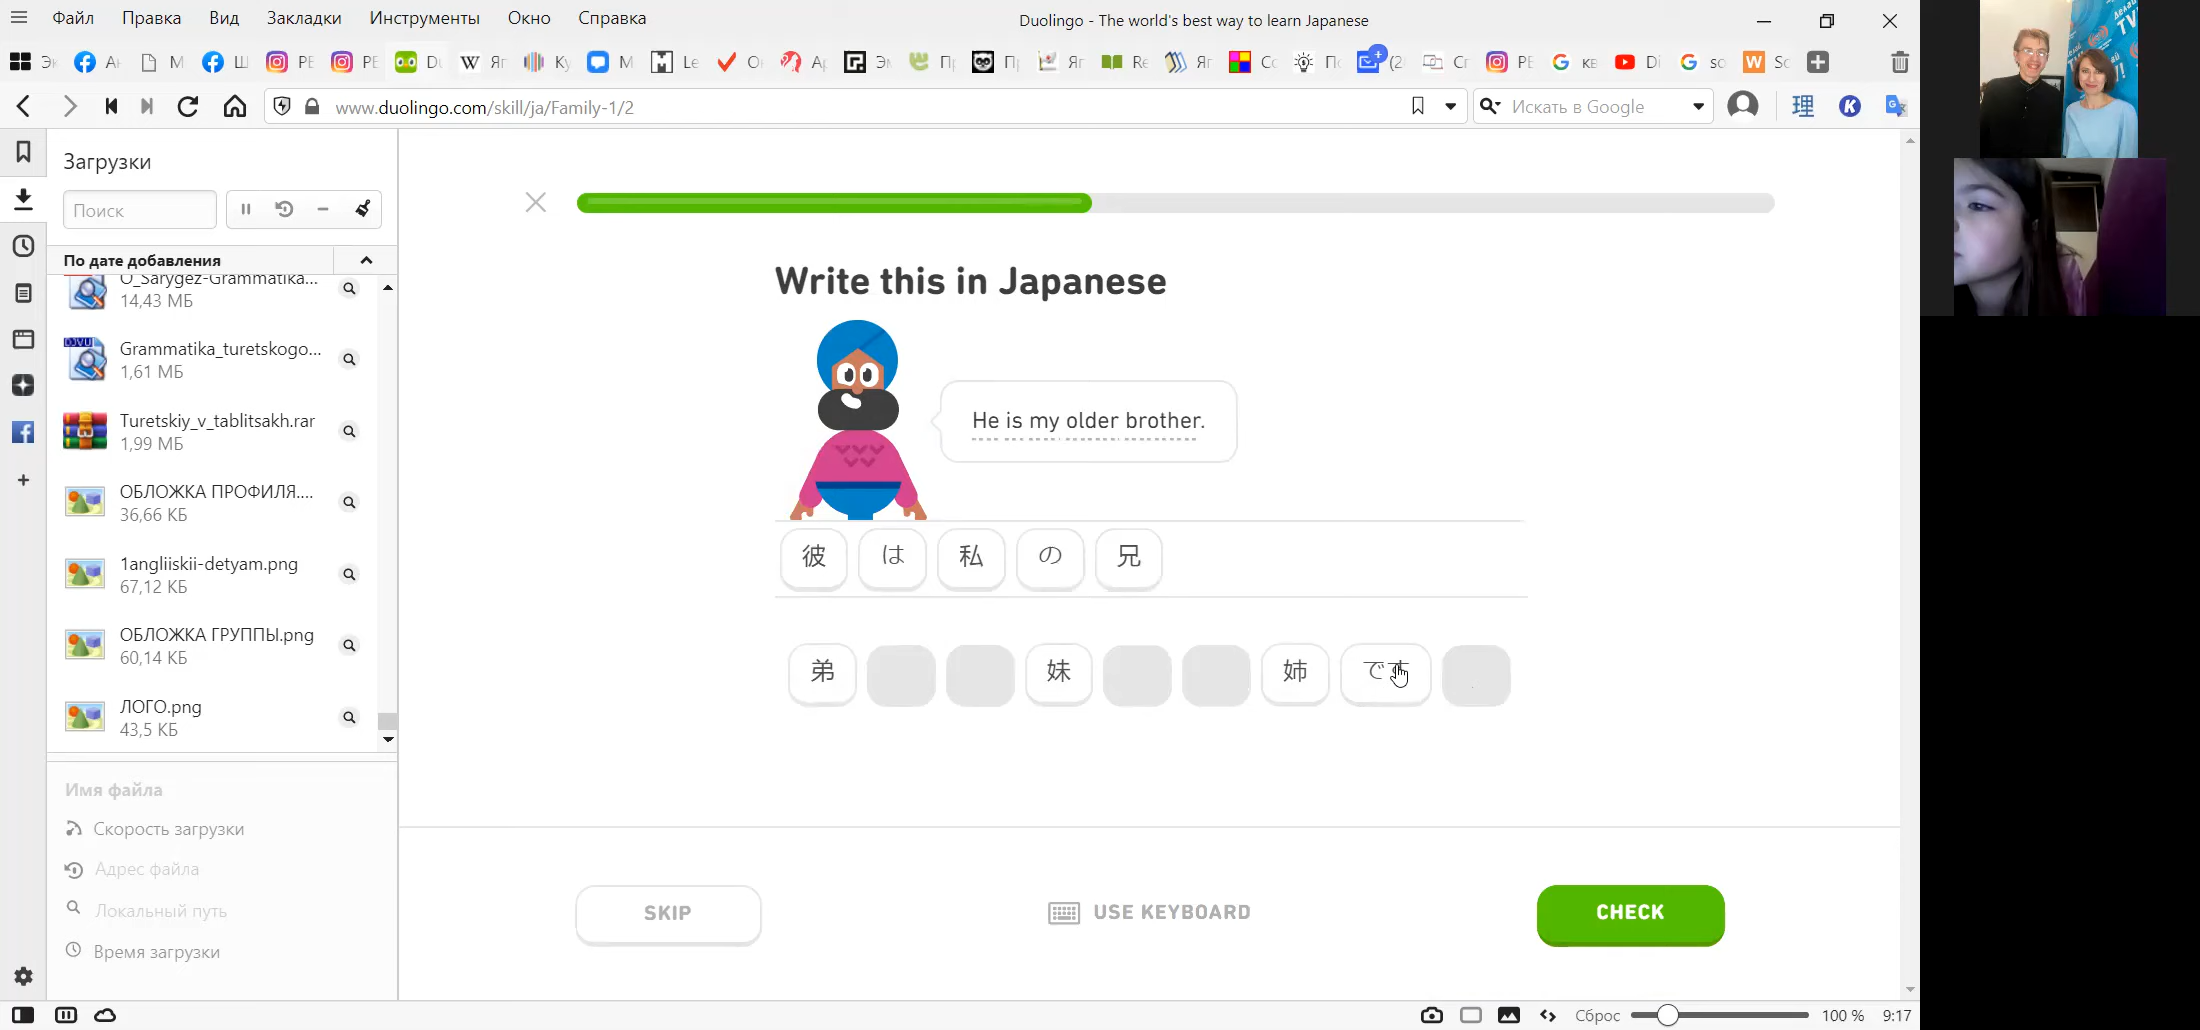 Файл Правка Вид Закладки Инструменты Окно Справка
Duolingo - The world's best way to learn Japanese
www.duolingo.com/skill/ja/Family-1/2
Искать в Google
Загрузки
Поиск
По дате добавления
O_Sarygez-Grammatika...
14,43 МБ
Grammatika_turetskogo...
1,61 МБ
Turetskiy_v_tablitsakh.rar
1,99 МБ
ОБЛОЖКА ПРОФИЛЯ....
36,66 КБ
1angliiskii-detyam.png
67,12 КБ
ОБЛОЖКА ГРУППЫ.png
60,14 КБ
ЛОГО.png
43,5 КБ
Имя файла
Скорость загрузки
Адрес файла
Локальный путь
Время загрузки
Write this in Japanese
He is my older brother.
彼 は 私 の 兄
弟 妹 姉 です
SKIP
USE KEYBOARD
CHECK
Сброс
100 %
9:17